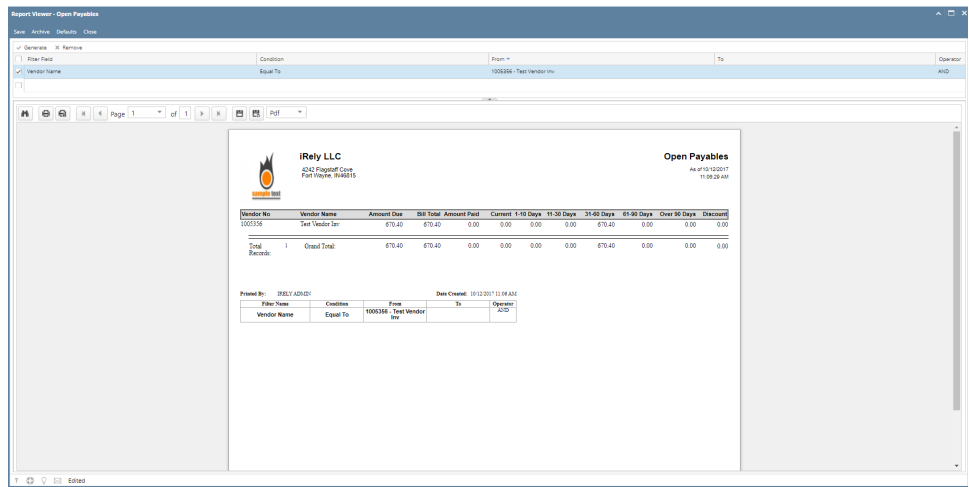 Report Viewer - Open Payables
Save Archive Defaults Close
Generate Remove
Filter Field Condition From To Operator
Vendor Name Equal To 1005356 - Test Vendor Inv AND
Page 1 of 1 Pdf
iRely LLC Open Payables
4242 Flagstaff Cove As of 10/12/2017
Fort Wayne, IN46815 11:06:29 AM
sample text
Vendor No Vendor Name Amount Due Bill Total Amount Paid Current 1-10 Days 11-30 Days 31-60 Days 61-90 Days Over 90 Days Discount
1005356 Test Vendor Inv 670.40 670.40 0.00 0.00 0.00 0.00 670.40 0.00 0.00 0.00
Total 1 Grand Total: 670.40 670.40 0.00 0.00 0.00 0.00 670.40 0.00 0.00 0.00
Records:
Printed By: IRELY ADMIN Date Created: 10/12/2017 11:06 AM
Filter Name Condition From To Operator
Vendor Name Equal To 1005356 - Test Vendor AND
Inv
Edited